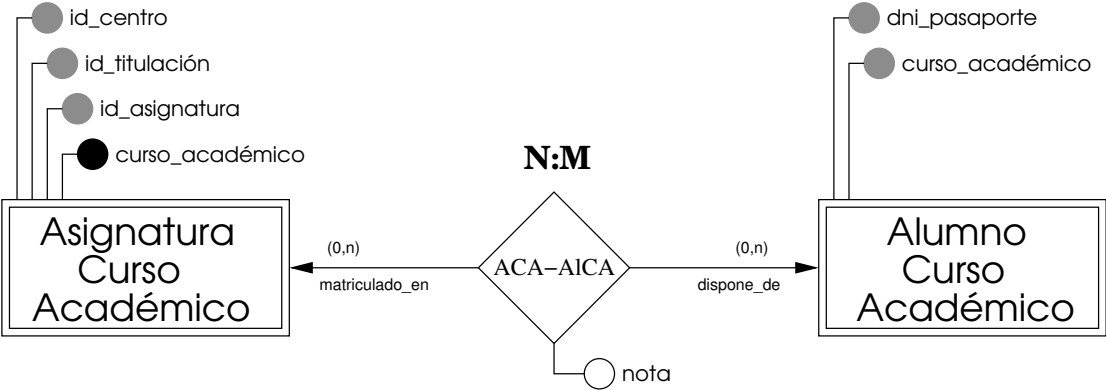 id_centro
id_titulación
id_asignatura
curso_académico
dni_pasaporte
curso_académico
N:M
Asignatura
Curso
Académico
(0,n)
matriculado_en
ACA–AlCA
(0,n)
dispone_de
Alumno
Curso
Académico
nota